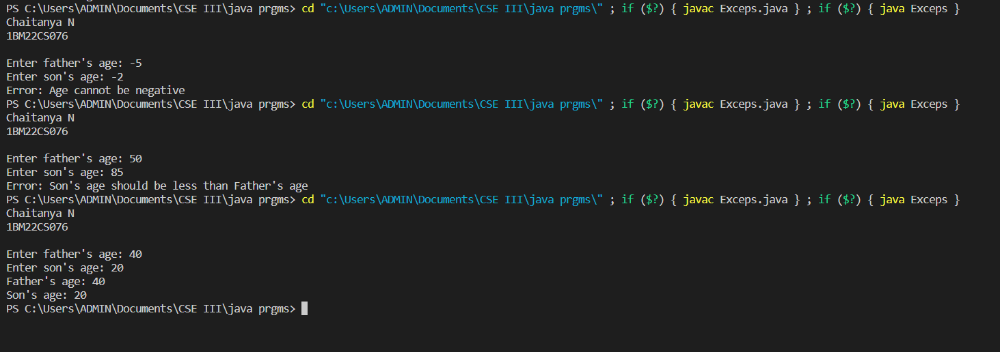 PS C:\Users\ADMIN\Documents\CSE III\java prgms> cd "c:\Users\ADMIN\Documents\CSE III\java prgms\" ; if ($?) { javac Exceps.java } ; if ($?) { java Exceps }
Chaitanya N
1BM22CS076
Enter father's age: -5
Enter son's age: -2
Error: Age cannot be negative
PS C:\Users\ADMIN\Documents\CSE III\java prgms> cd "c:\Users\ADMIN\Documents\CSE III\java prgms\" ; if ($?) { javac Exceps.java } ; if ($?) { java Exceps }
Chaitanya N
1BM22CS076
Enter father's age: 50
Enter son's age: 85
Error: Son's age should be less than Father's age
PS C:\Users\ADMIN\Documents\CSE III\java prgms> cd "c:\Users\ADMIN\Documents\CSE III\java prgms\" ; if ($?) { javac Exceps.java } ; if ($?) { java Exceps }
Chaitanya N
1BM22CS076
Enter father's age: 40
Enter son's age: 20
Father's age: 40
Son's age: 20
PS C:\Users\ADMIN\Documents\CSE III\java prgms>